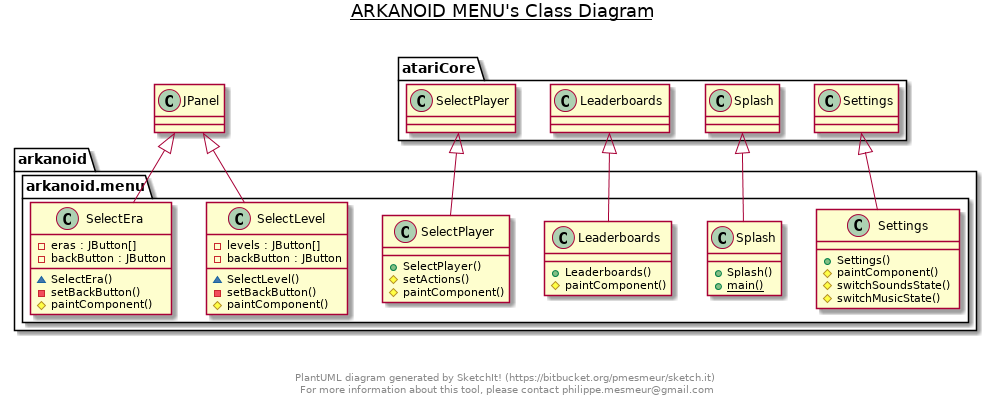 ARKANOID MENU's Class Diagram
atariCore
C JPanel
C SelectPlayer
C Leaderboards
C Splash
C Settings
arkanoid
arkanoid.menu
C SelectEra
eras : JButton[]
backButton : JButton
SelectEra()
setBackButton()
paintComponent()
C SelectLevel
levels : JButton[]
backButton : JButton
SelectLevel()
setBackButton()
paintComponent()
C SelectPlayer
SelectPlayer()
setActions()
paintComponent()
C Leaderboards
Leaderboards()
paintComponent()
C Splash
Splash()
main()
C Settings
Settings()
paintComponent()
switchSoundsState()
switchMusicState()
PlantUML diagram generated by SketchIt! (https://bitbucket.org/pmesmeur/sketch.it)
For more information about this tool, please contact philippe.mesmeur@gmail.com